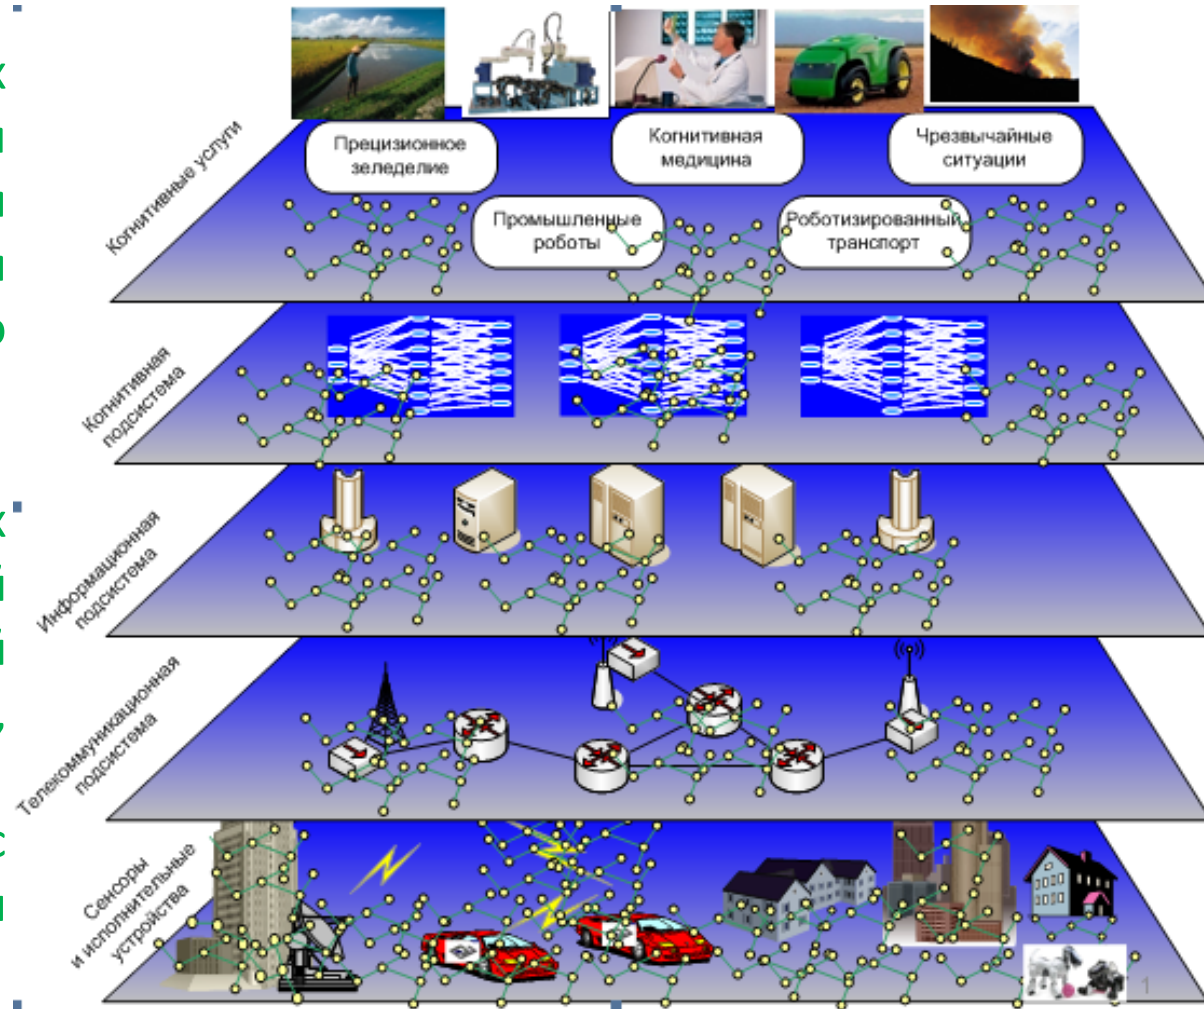 Прецизионное
зеледелие
Когнитивная
медицина
Чрезвычайные
ситуации
Промышленные
роботы
Роботизированный
транспорт
Когнитивные услуги
Когнитивная
подсистема
Информационная
подсистема
Телекоммуникационная
подсистема
Сенсоры
и исполнительные
устройства
1